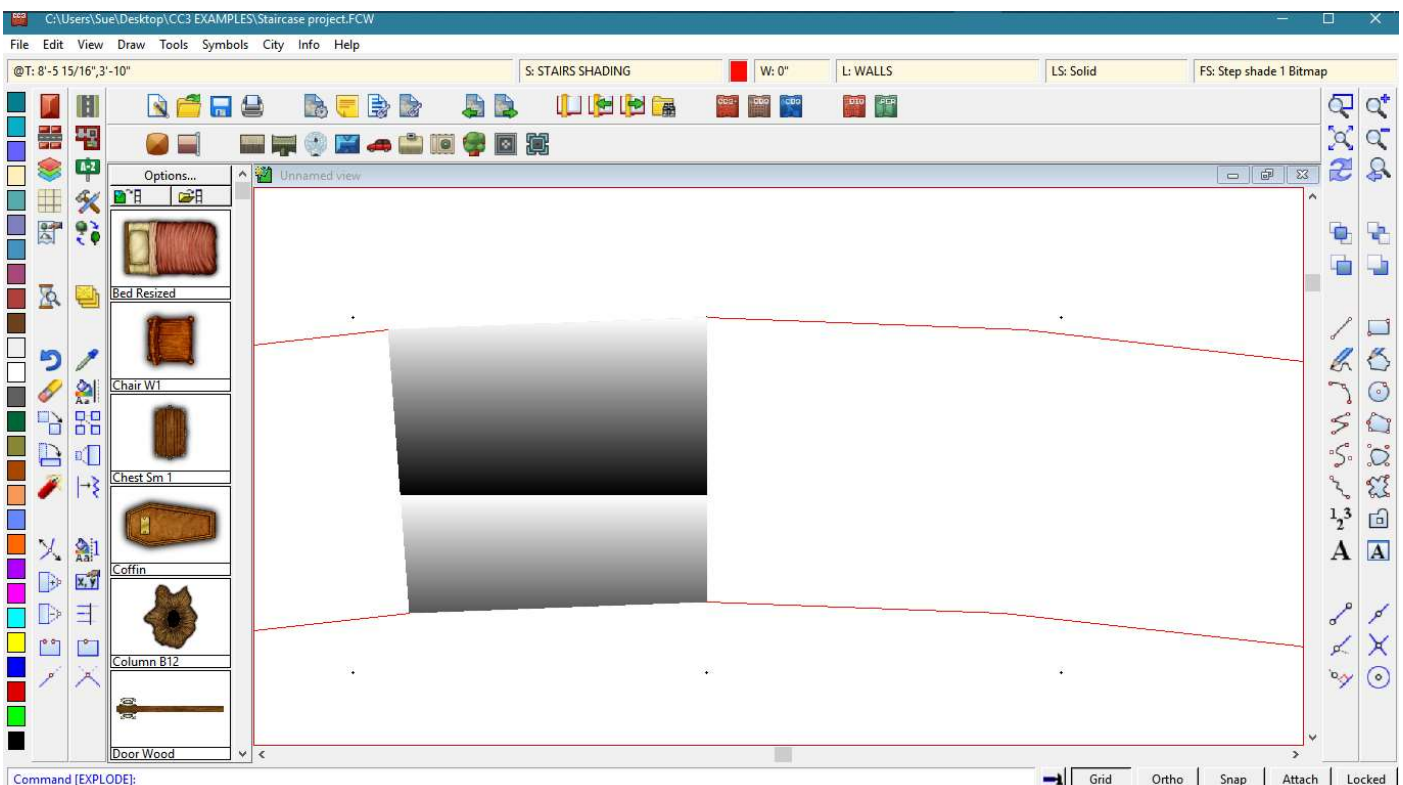 C:\Users\Sue\Desktop\CC3 EXAMPLES\Staircase project.FCW
File Edit View Draw Tools Symbols City Info Help
@T: 8'-5 15/16",3'-10" S: STAIRS SHADING W: 0" L: WALLS LS: Solid FS: Step shade 1 Bitmap
Options...
Unnamed view
Bed Resized
Chair W1
Chest Sm 1
Coffin
Column B12
Door Wood
Command [EXPLODE]:
Grid Ortho Snap Attach Locked